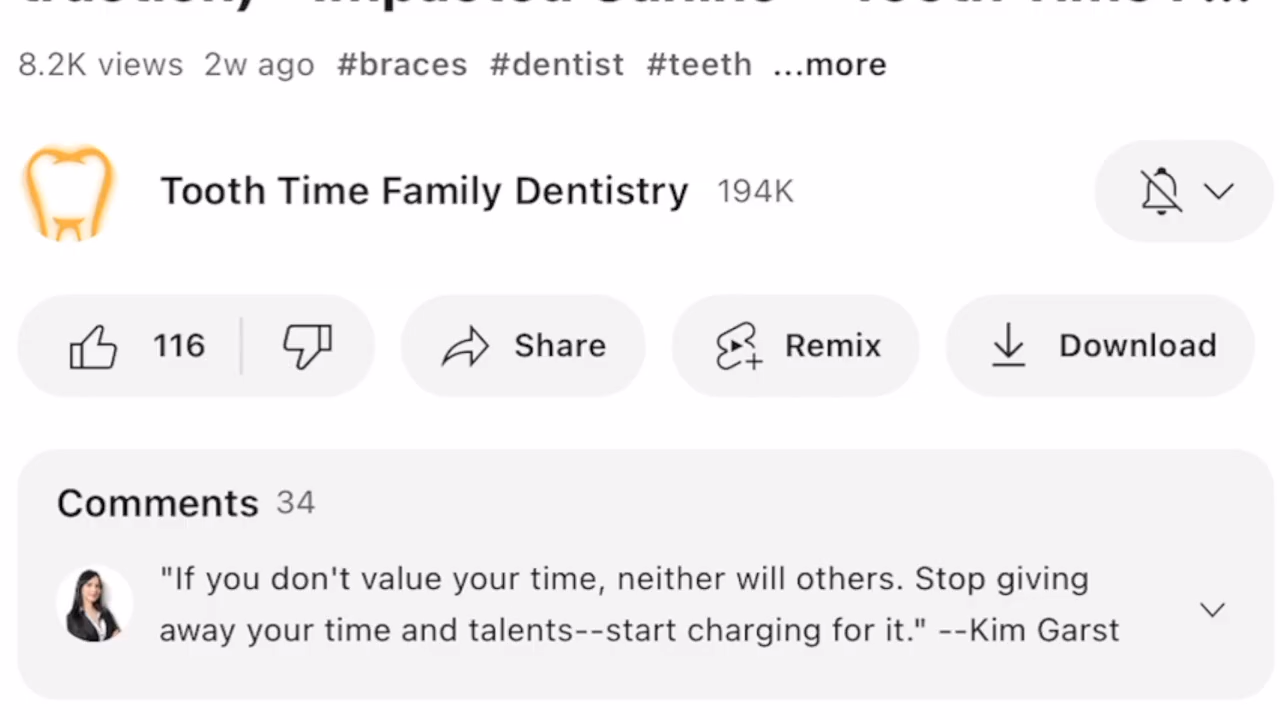 8.2K views 2w ago #braces #dentist #teeth ...more
Tooth Time Family Dentistry 194K
116 Share Remix Download
Comments 34
"If you don't value your time, neither will others. Stop giving
away your time and talents--start charging for it." --Kim Garst